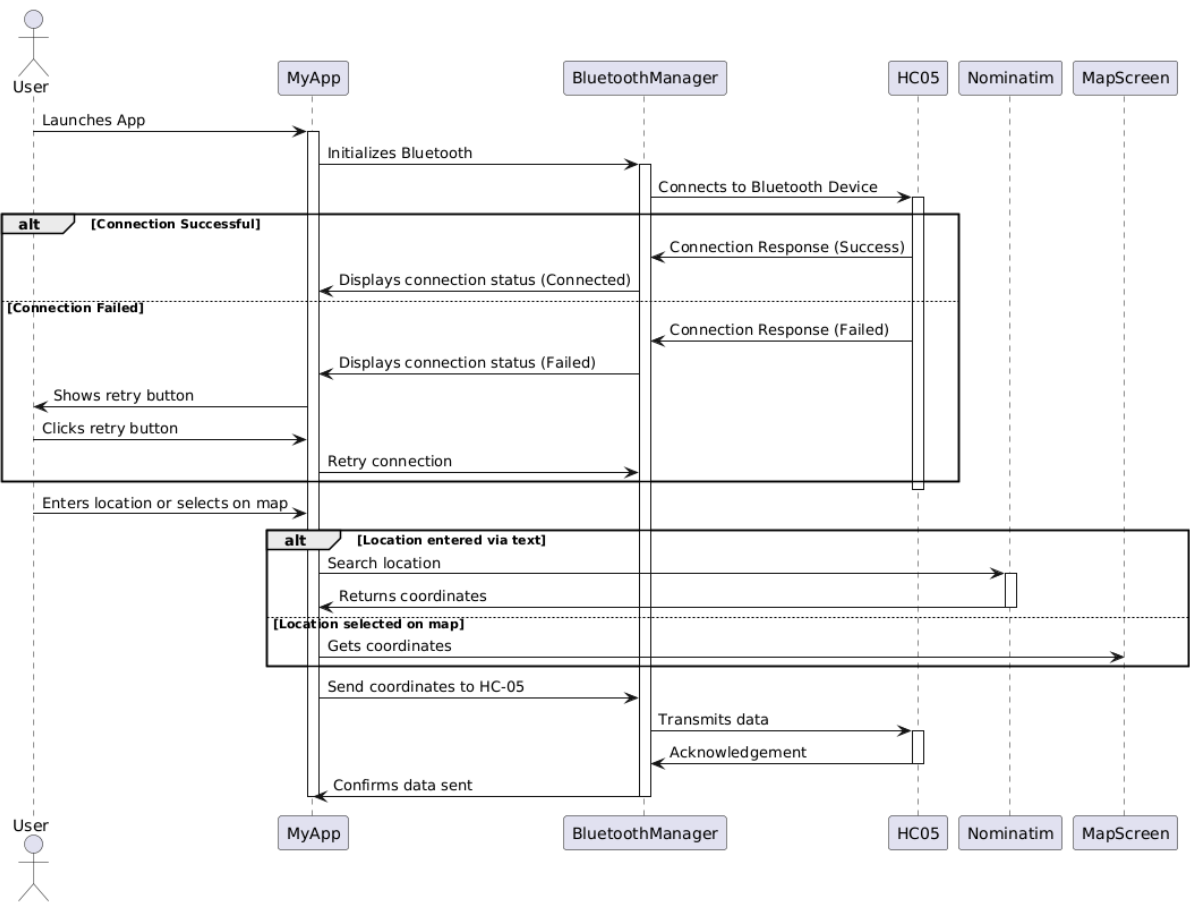 User
MyApp
BluetoothManager
HC05
Nominatim
MapScreen
Launches App
Initializes Bluetooth
Connects to Bluetooth Device
alt
[Connection Successful]
Connection Response (Success)
Displays connection status (Connected)
[Connection Failed]
Connection Response (Failed)
Displays connection status (Failed)
Shows retry button
Clicks retry button
Retry connection
Enters location or selects on map
alt
[Location entered via text]
Search location
Returns coordinates
[Location selected on map]
Gets coordinates
Send coordinates to HC-05
Transmits data
Acknowledgement
Confirms data sent
User
MyApp
BluetoothManager
HC05
Nominatim
MapScreen